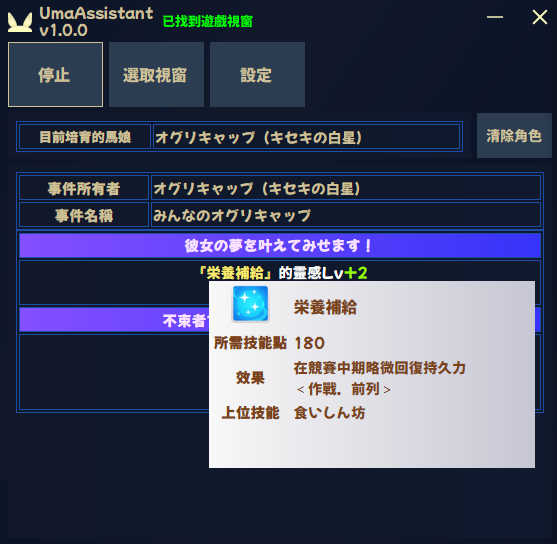 UmaAssistant
v1.0.0
已找到遊戲視窗
停止
選取視窗
設定
目前培育的馬娘
オグリキャップ（キセキの白星）
清除角色
事件所有者
オグリキャップ（キセキの白星）
事件名稱
みんなのオグリキャップ
彼女の夢を叶えてみせます！
『栄養補給』的靈感Lv+2
不束者
栄養補給
所需技能點 180
效果
在競賽中期略微回復持久力
＜作戰．前列＞
上位技能 食いしん坊